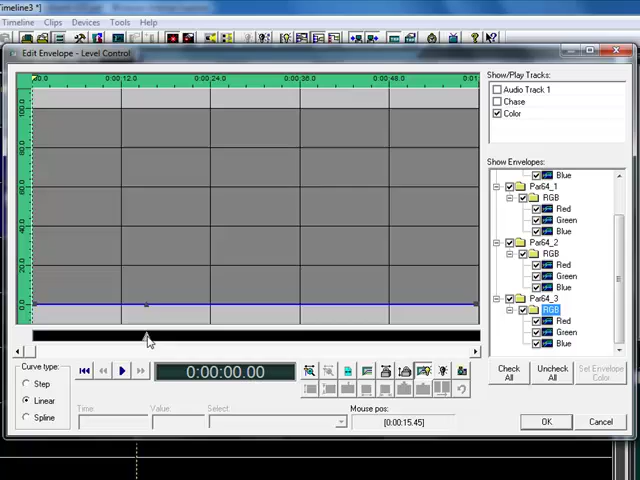 Timeline3 *]
Timeline Clips Devices Tools Help
Edit Envelope - Level Control
0.0 0:00:12.0 0:00:24.0 0:00:36.0 0:00:48.0 0:01
100.0
80.0
60.0
40.0
20.0
0.0
Show/Play Tracks:
Audio Track 1
Chase
Color
Show Envelopes:
Blue
Par64_1
RGB
Red
Green
Blue
Par64_2
RGB
Red
Green
Blue
Par64_3
RGB
Red
Green
Blue
Check All
Uncheck All
Set Envelope Color
Curve type:
Step
Linear
Spline
0:00:00.00
Time: Value: Select: Mouse pos:
[0:00:15.45]
OK Cancel